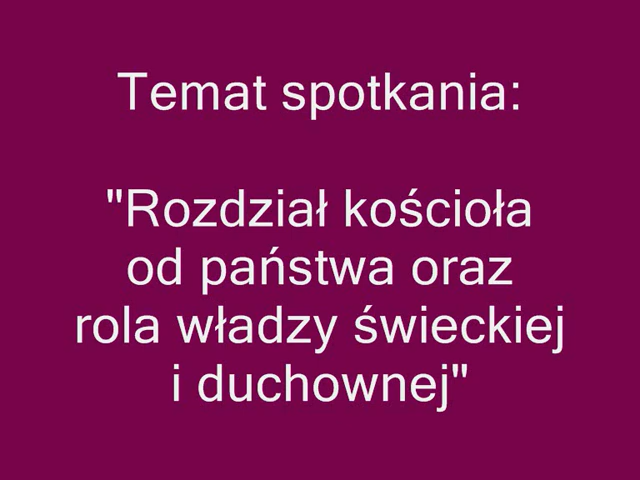 Temat spotkania:
"Rozdział kościoła
od państwa oraz
rola władzy świeckiej
i duchownej"